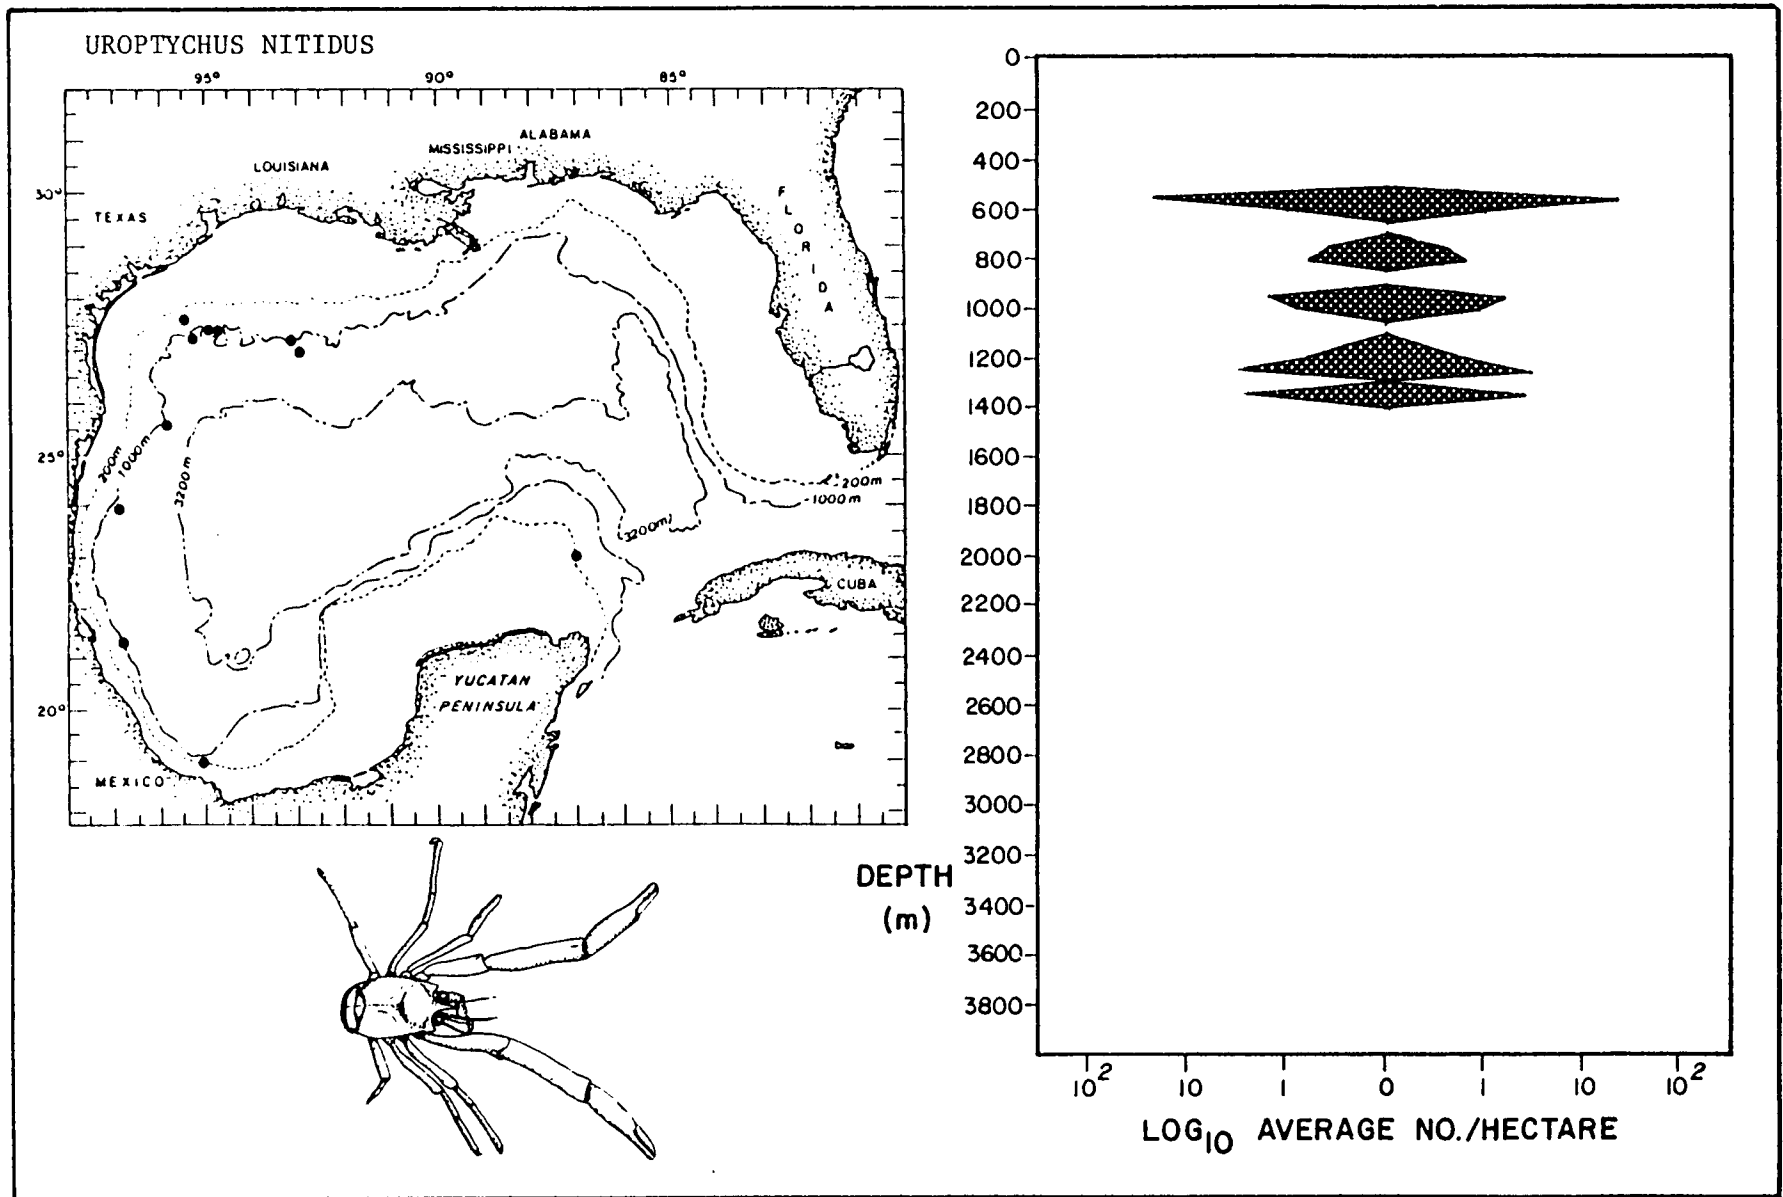 UROPTYCHUS NITIDUS
95° 90° 85°
ALABAMA
MISSISSIPPI
LOUISIANA
30°
TEXAS
FLORIDA
25°
200m
1000m
3200m
200m
1000m
3200m
CUBA
YUCATAN
PENINSULA
20°
MEXICO
DEPTH
(m)
0
200
400
600
800
1000
1200
1400
1600
1800
2000
2200
2400
2600
2800
3000
3200
3400
3600
3800
10² 10 1 0 1 10 10²
LOG₁₀ AVERAGE NO./HECTARE